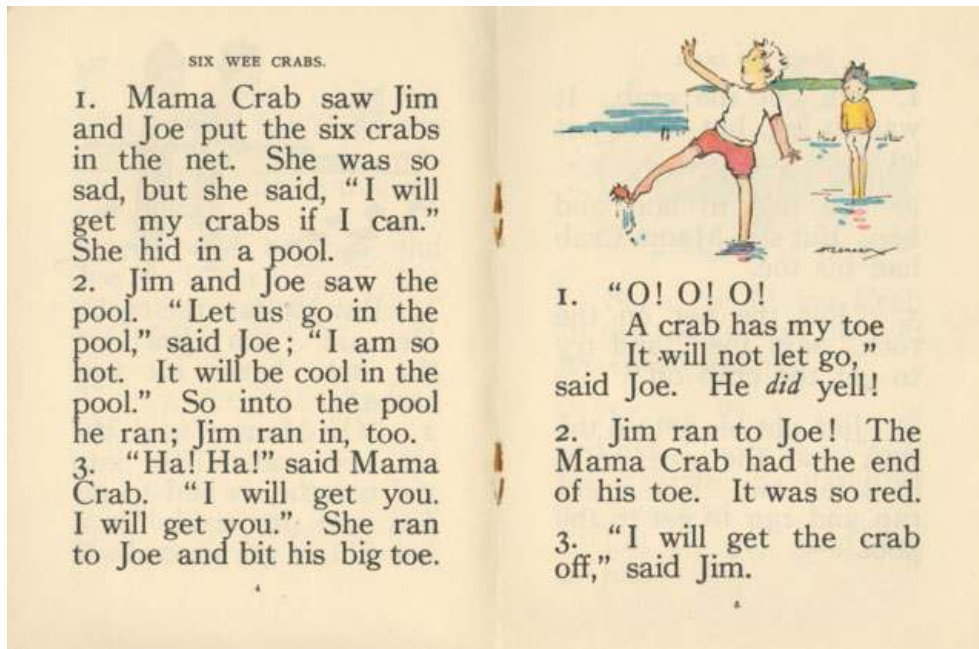 SIX WEE CRABS.
1. Mama Crab saw Jim
and Joe put the six crabs
in the net. She was so
sad, but she said, “I will
get my crabs if I can.”
She hid in a pool.
2. Jim and Joe saw the
pool. “Let us go in the
pool,” said Joe; “I am so
hot. It will be cool in the
pool.” So into the pool
he ran; Jim ran in, too.
3. “Ha! Ha!” said Mama
Crab. “I will get you.
I will get you.” She ran
to Joe and bit his big toe.
4
1. “O! O! O!
A crab has my toe
It will not let go,”
said Joe. He did yell!
2. Jim ran to Joe! The
Mama Crab had the end
of his toe. It was so red.
3. “I will get the crab
off,” said Jim.